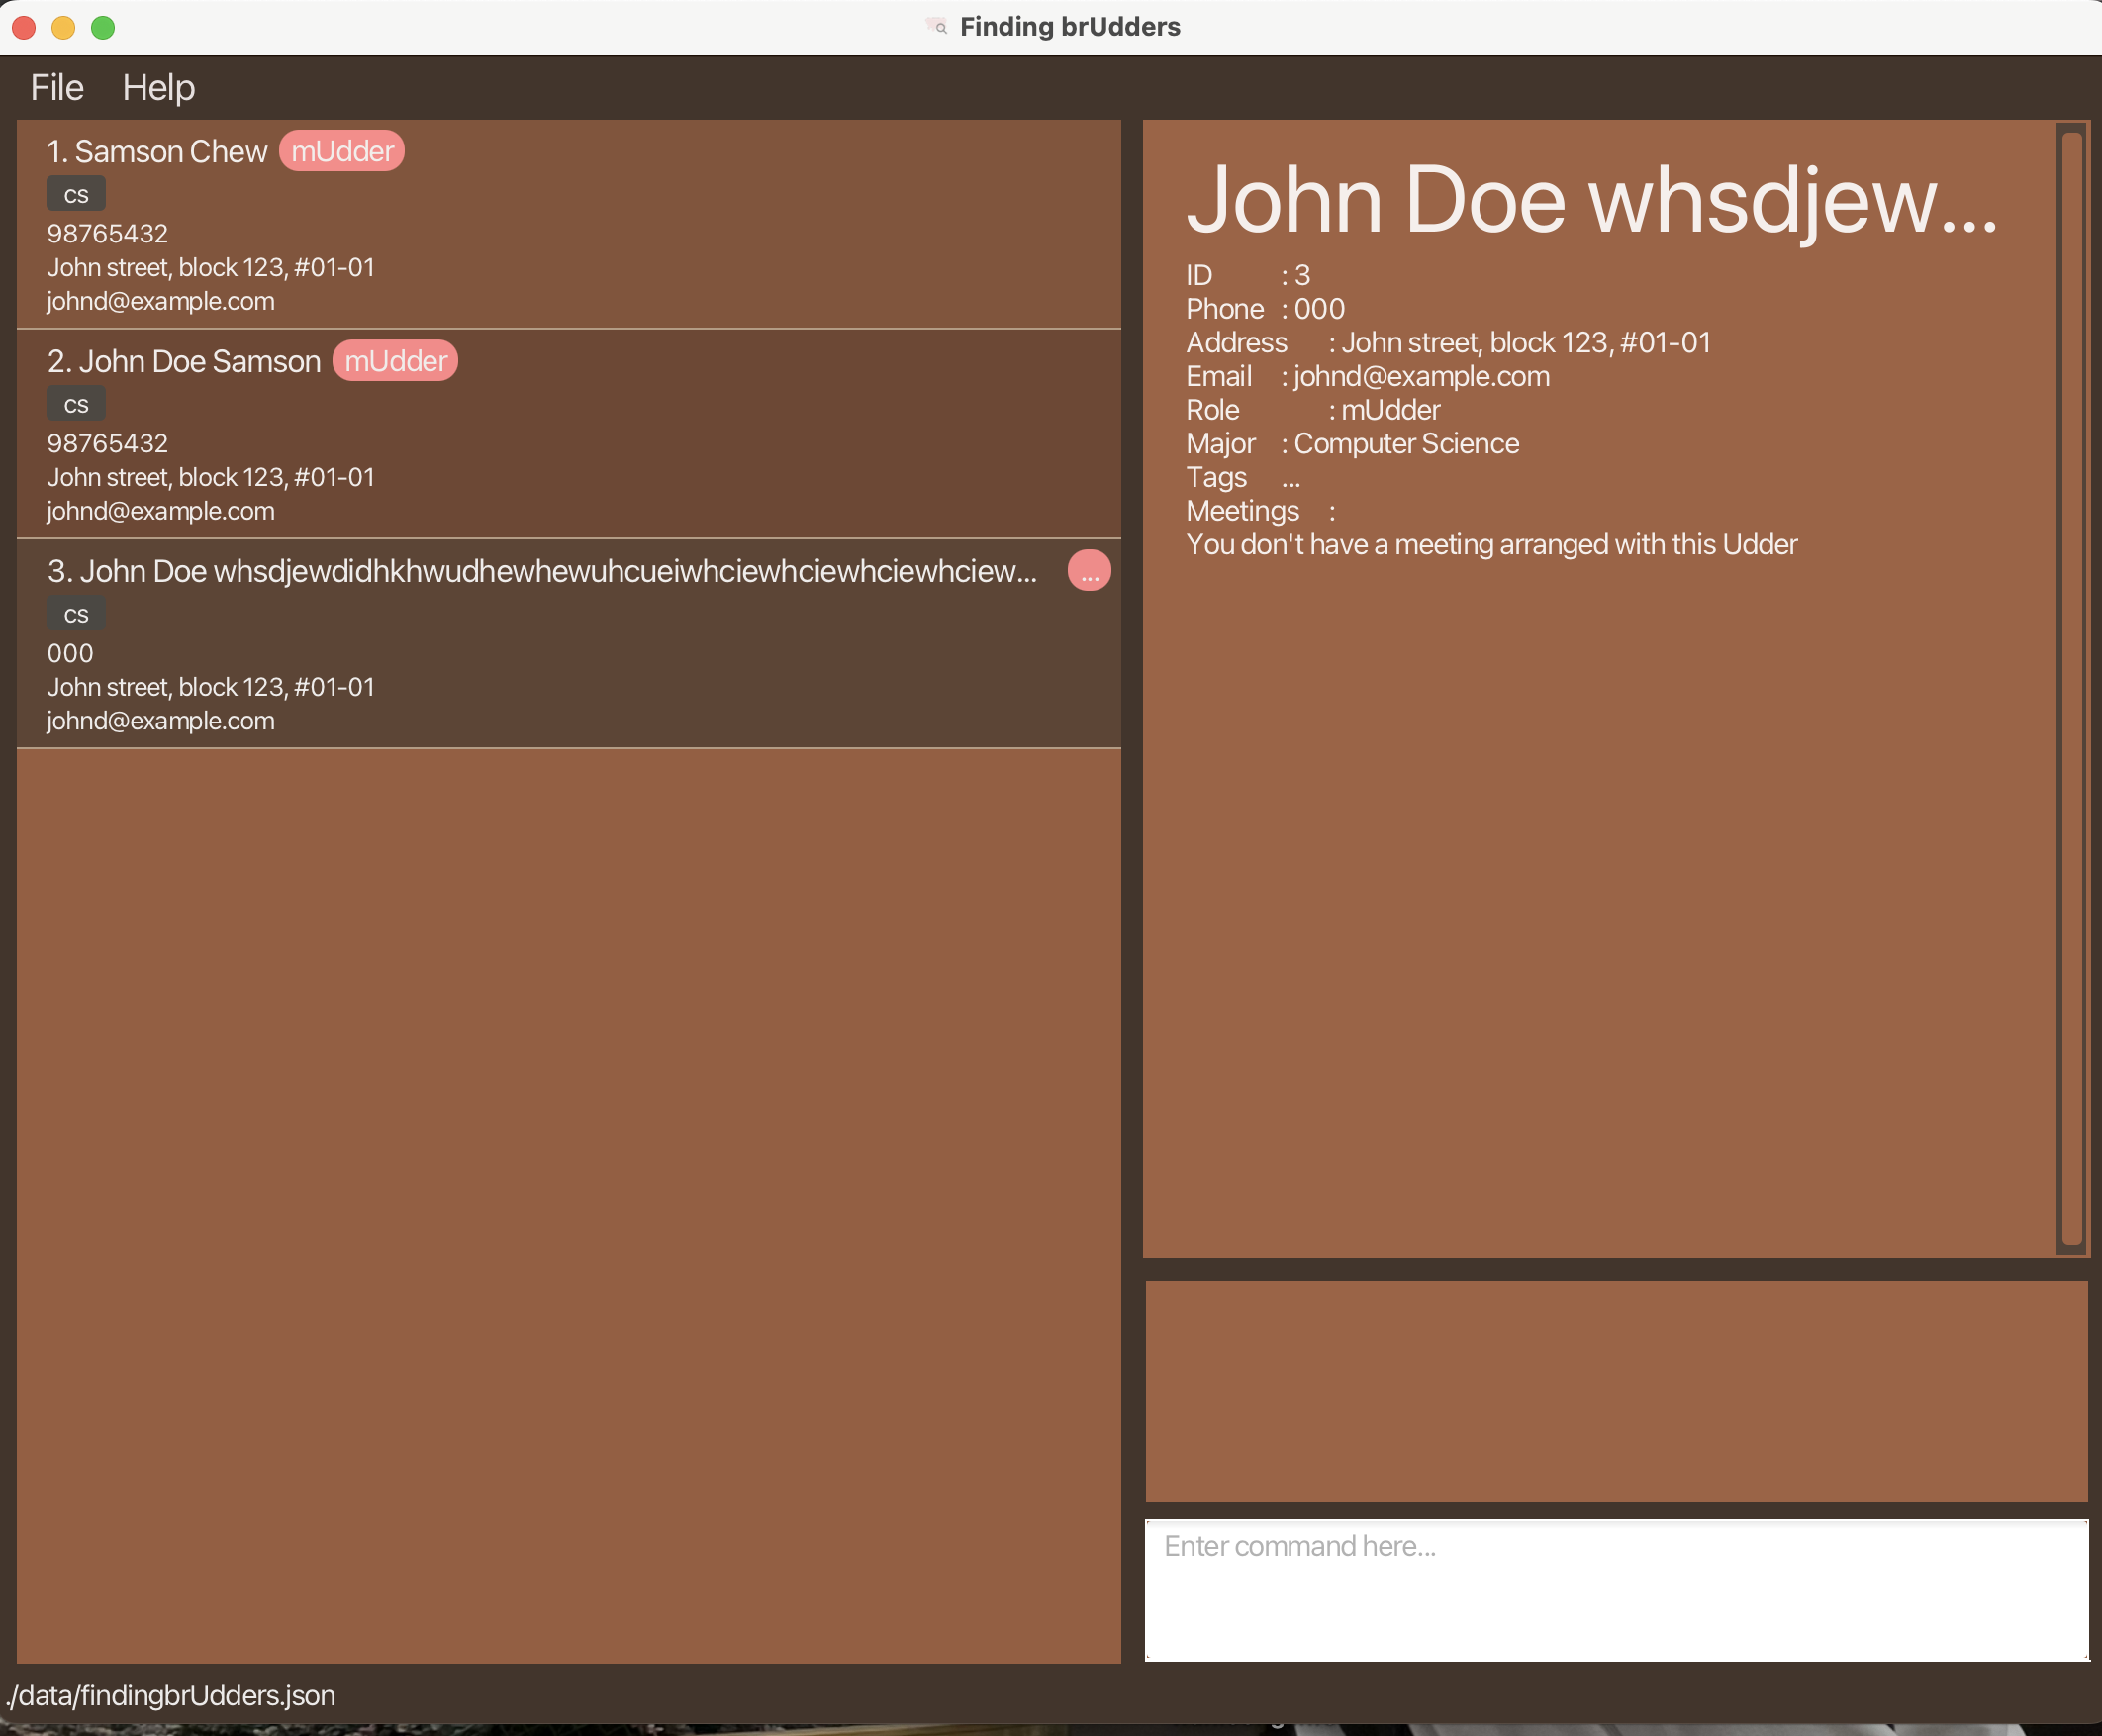 Finding brUdders
File Help
1. Samson Chew mUdder
cs
98765432
John street, block 123, #01-01
johnd@example.com
2. John Doe Samson mUdder
cs
98765432
John street, block 123, #01-01
johnd@example.com
3. John Doe whsdjewdidhkhwudhewhewuhcueiwhciewhciewhciewhciew... ...
cs
000
John street, block 123, #01-01
johnd@example.com
John Doe whsdjew...
ID : 3
Phone : 000
Address : John street, block 123, #01-01
Email : johnd@example.com
Role : mUdder
Major : Computer Science
Tags ...
Meetings :
You don't have a meeting arranged with this Udder
Enter command here...
./data/findingbrUdders.json